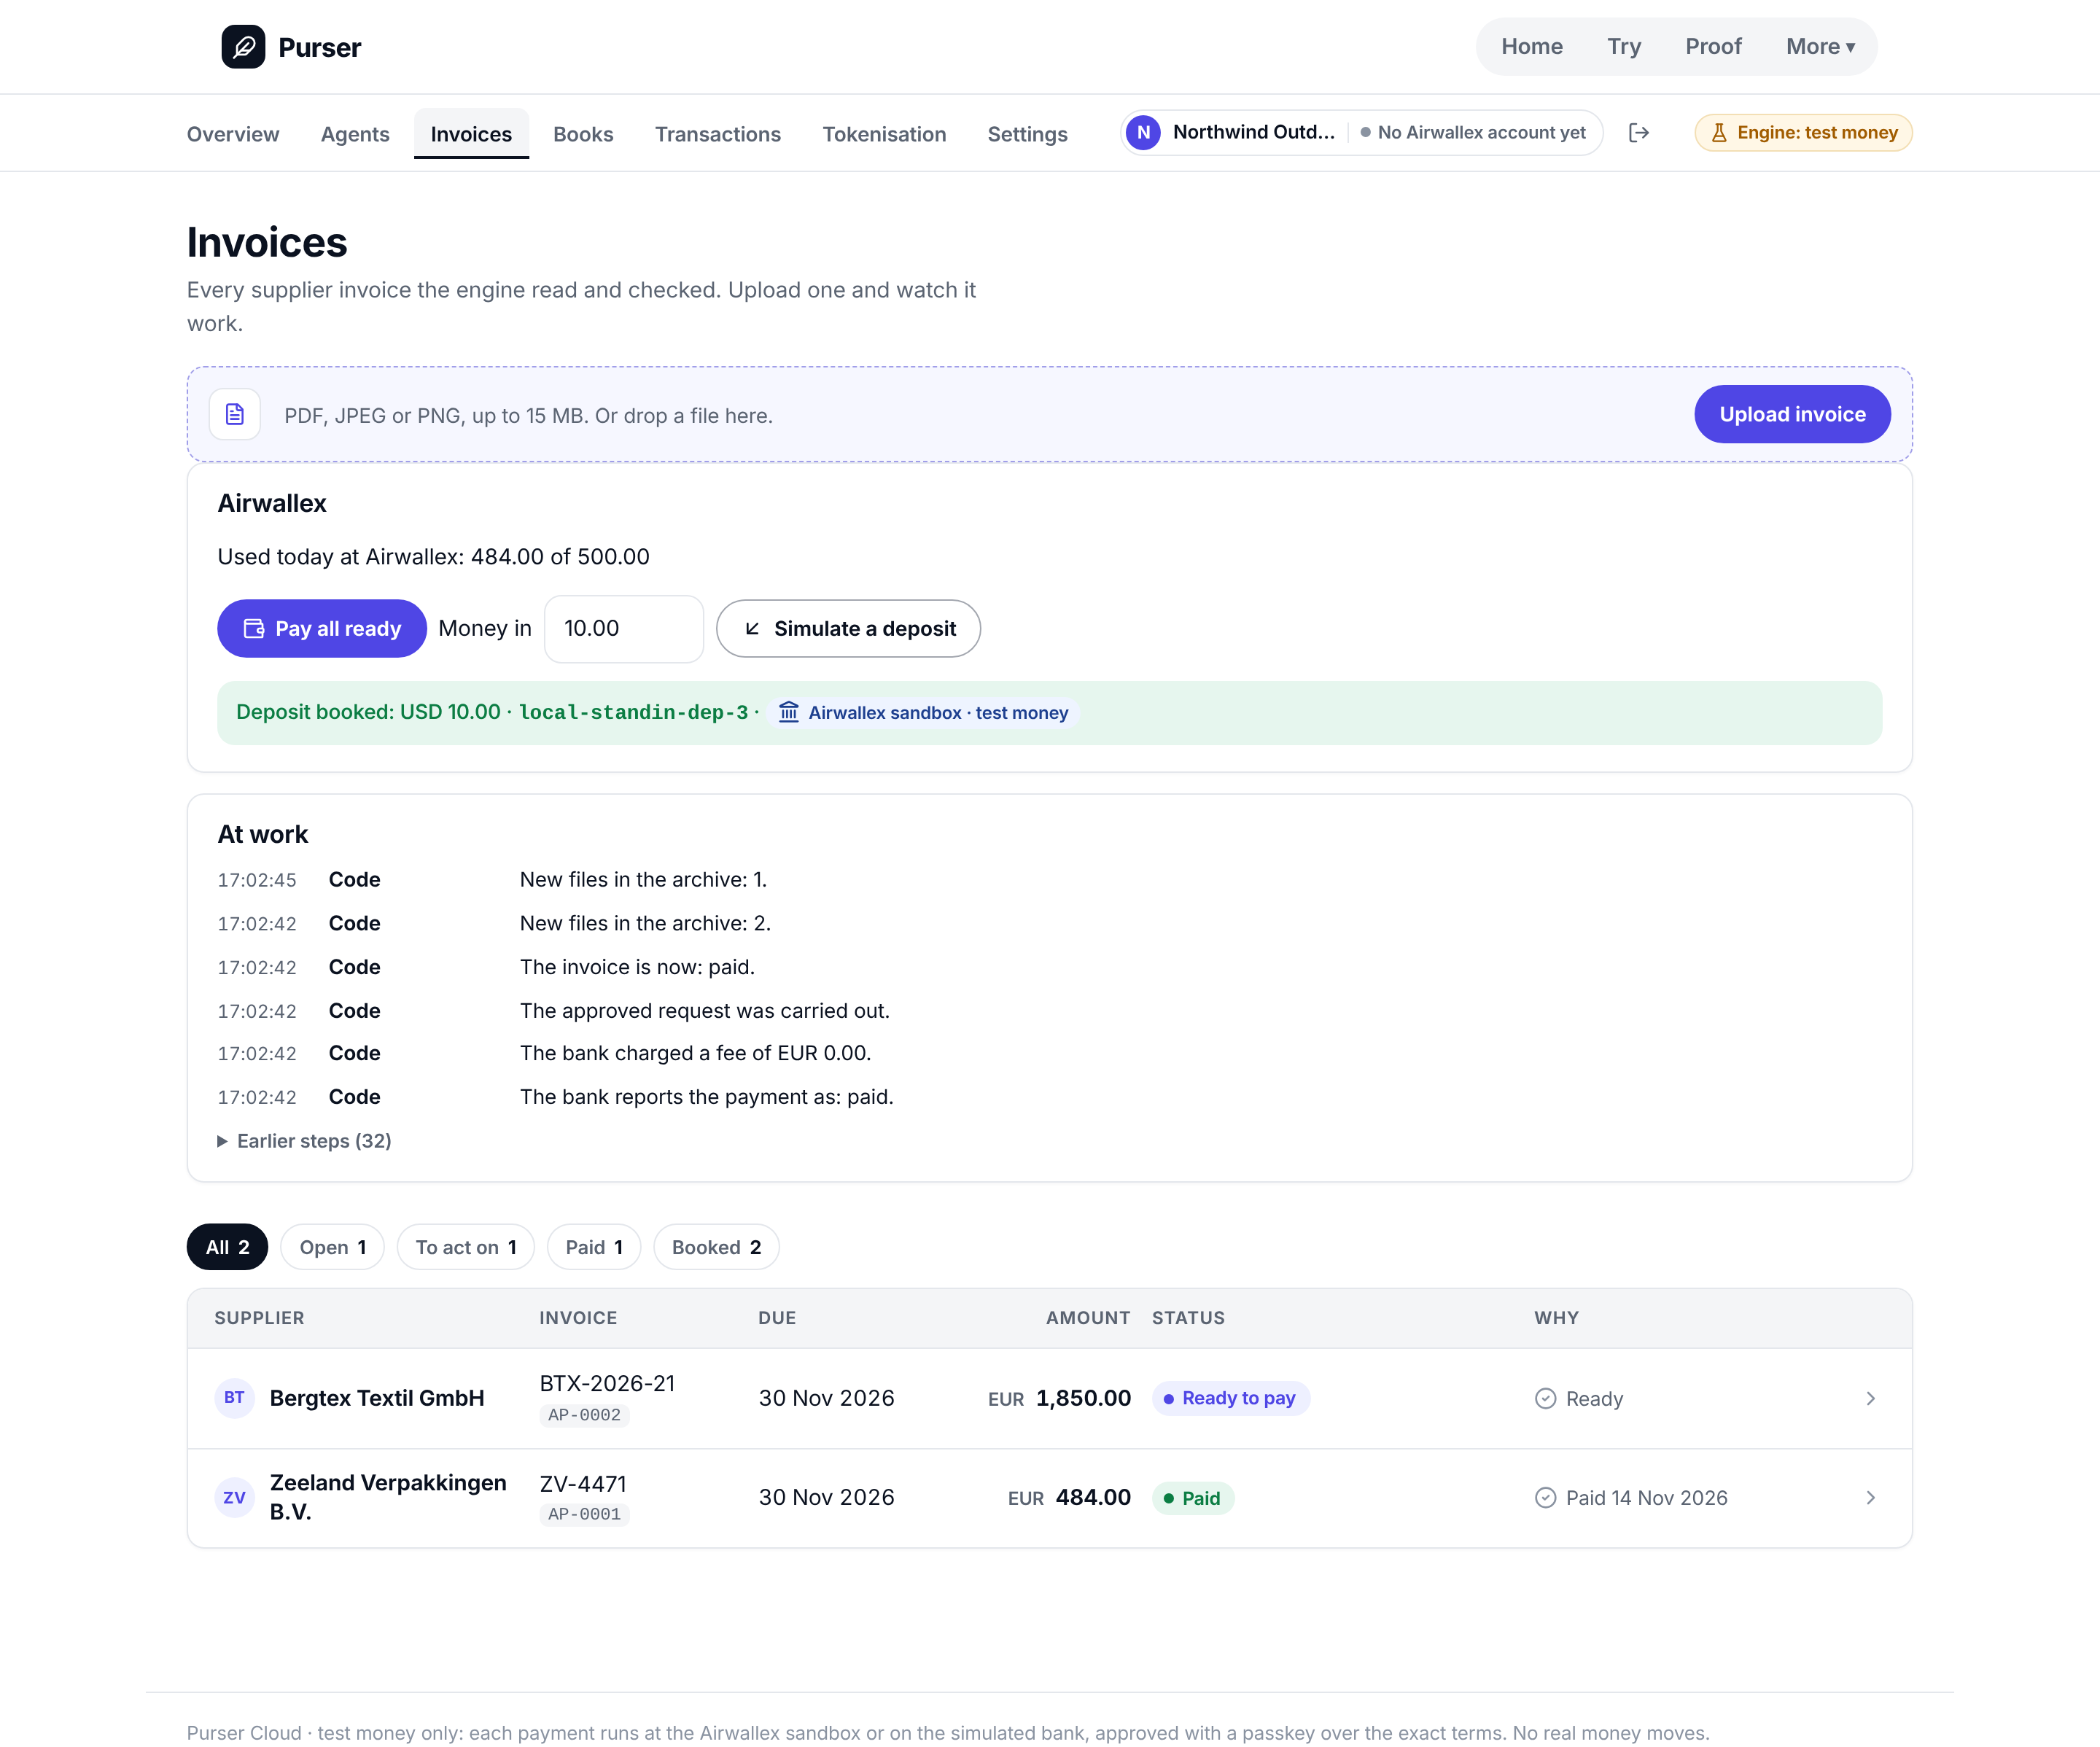 Purser
Home Try Proof More ▾
Overview Agents Invoices Books Transactions Tokenisation Settings N Northwind Outd... No Airwallex account yet Engine: test money
Invoices
Every supplier invoice the engine read and checked. Upload one and watch it
work.
PDF, JPEG or PNG, up to 15 MB. Or drop a file here. Upload invoice
Airwallex
Used today at Airwallex: 484.00 of 500.00
Pay all ready Money in 10.00 Simulate a deposit
Deposit booked: USD 10.00 · local-standin-dep-3 · Airwallex sandbox · test money
At work
17:02:45 Code New files in the archive: 1.
17:02:42 Code New files in the archive: 2.
17:02:42 Code The invoice is now: paid.
17:02:42 Code The approved request was carried out.
17:02:42 Code The bank charged a fee of EUR 0.00.
17:02:42 Code The bank reports the payment as: paid.
Earlier steps (32)
All 2 Open 1 To act on 1 Paid 1 Booked 2
SUPPLIER INVOICE DUE AMOUNT STATUS WHY
BT Bergtex Textil GmbH BTX-2026-21 30 Nov 2026 EUR 1,850.00 Ready to pay Ready
AP-0002
ZV Zeeland Verpakkingen ZV-4471 30 Nov 2026 EUR 484.00 Paid Paid 14 Nov 2026
B.V. AP-0001
Purser Cloud · test money only: each payment runs at the Airwallex sandbox or on the simulated bank, approved with a passkey over the exact terms. No real money moves.